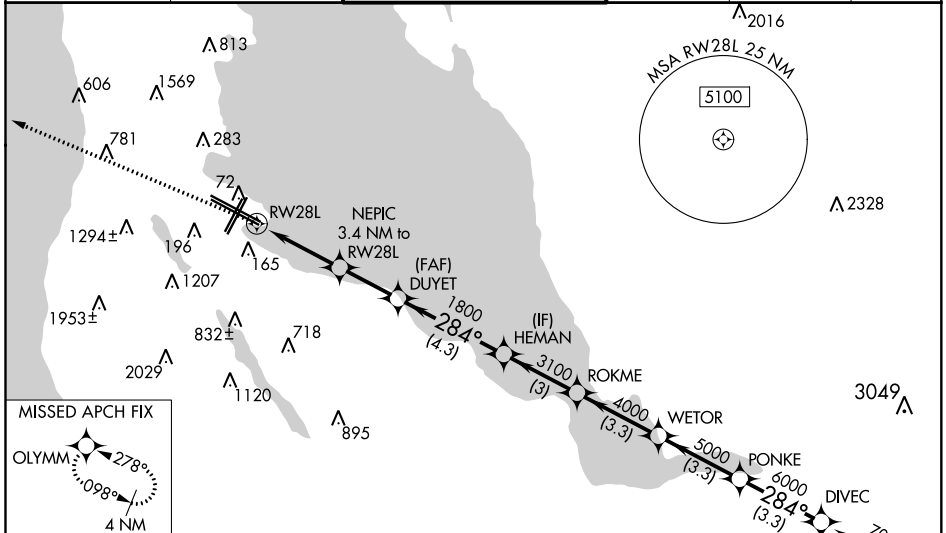 2016
813
MSA RW28L 25 NM
606
1569
5100
781
283
72
RW28L
NEPIC
3.4 NM to
RW28L
2328
1294±
196
165
(FAF)
DUYET
1207
1800
284°
(4.3)
(IF)
HEMAN
1953±
832±
718
3100
(3)
ROKME
2029
1120
4000
(3.3)
WETOR
3049
895
5000
(3.3)
PONKE
6000
284°
(3.3)
DIVEC
MISSED APCH FIX
OLYMM
278°
098°
4 NM